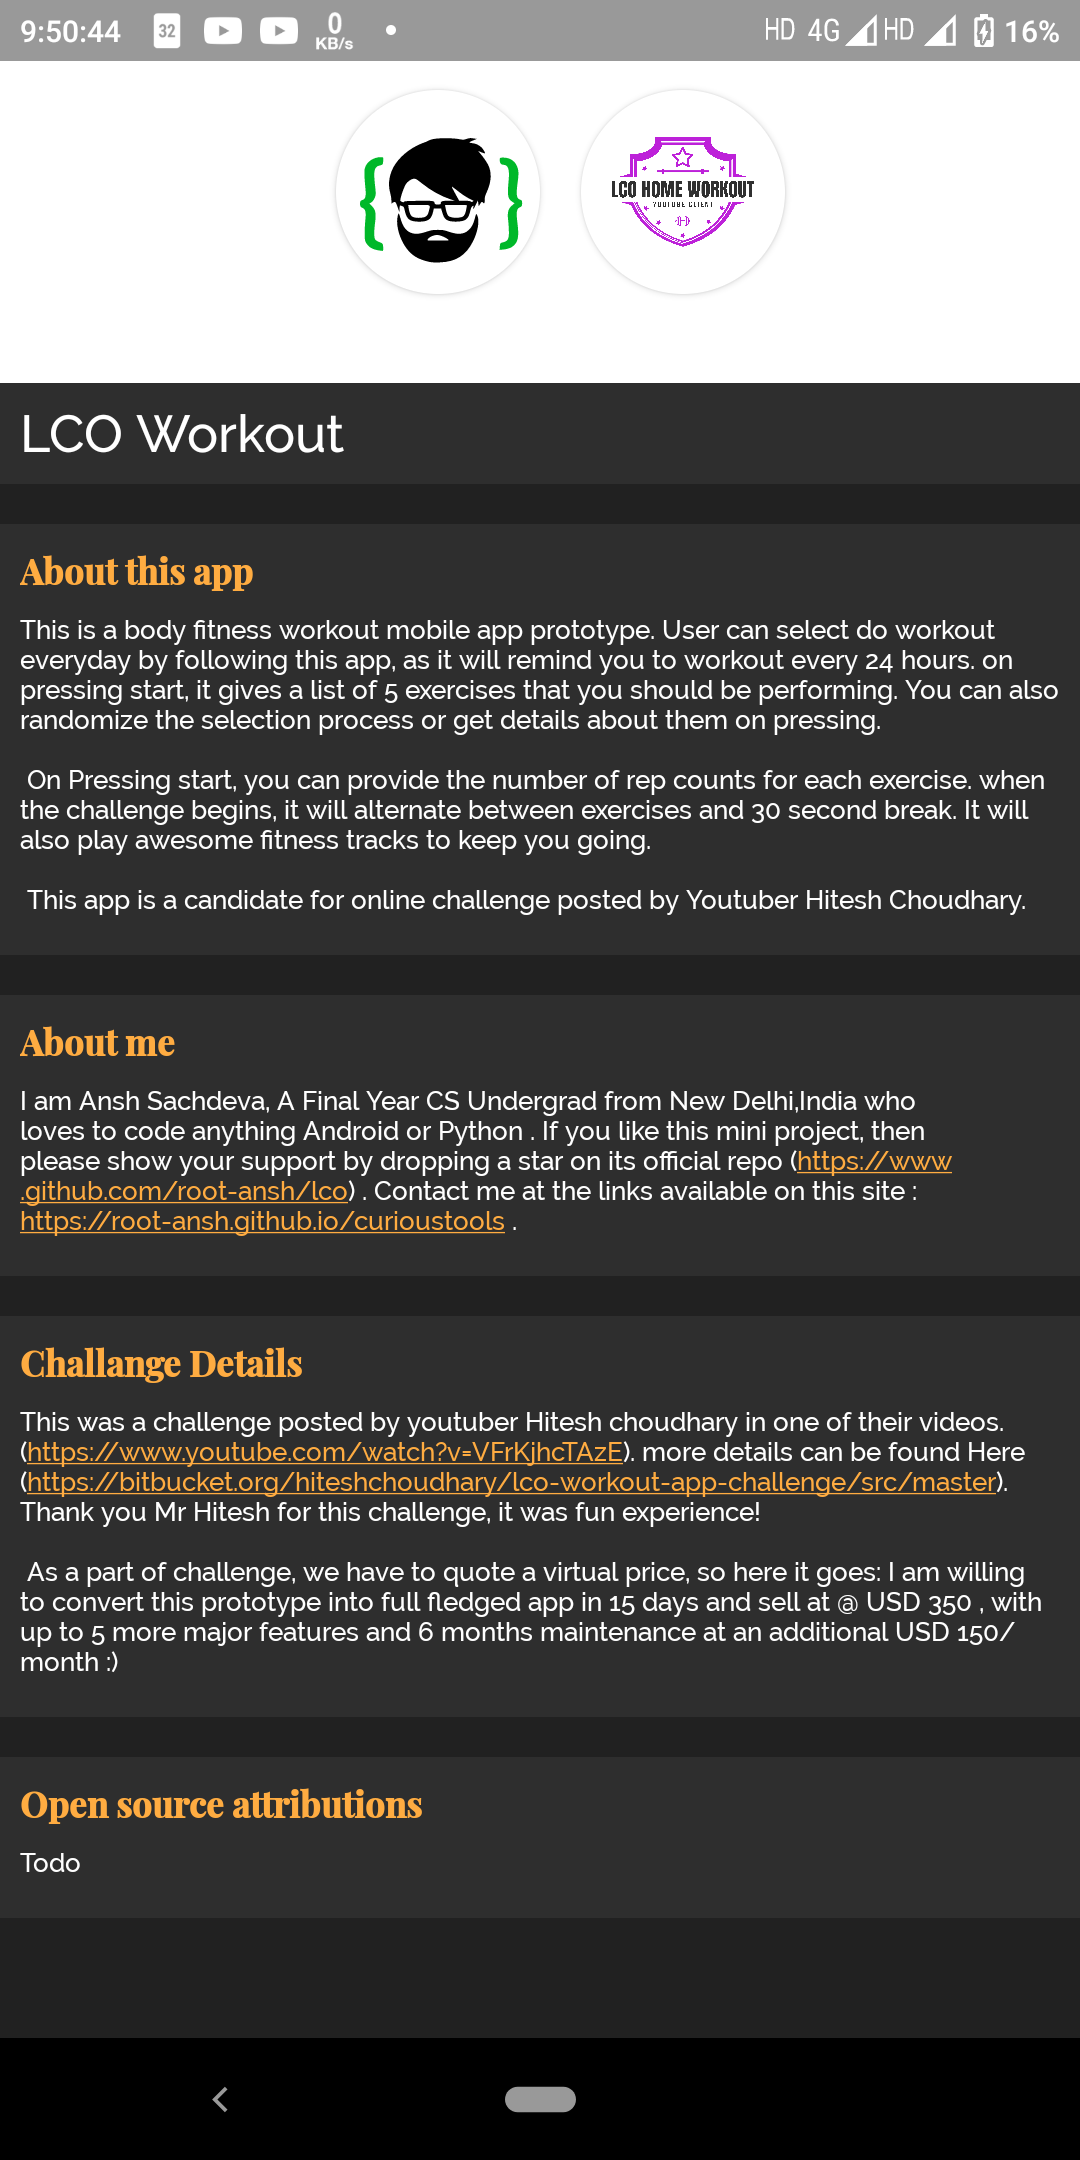 9:50:44 32 0 KB/s HD 4G HD 16%
LCO HOME WORKOUT
YOUTUBE CLIENT
LCO Workout
About this app
This is a body fitness workout mobile app prototype. User can select do workout
everyday by following this app, as it will remind you to workout every 24 hours. on
pressing start, it gives a list of 5 exercises that you should be performing. You can also
randomize the selection process or get details about them on pressing.
On Pressing start, you can provide the number of rep counts for each exercise. when
the challenge begins, it will alternate between exercises and 30 second break. It will
also play awesome fitness tracks to keep you going.
This app is a candidate for online challenge posted by Youtuber Hitesh Choudhary.
About me
I am Ansh Sachdeva, A Final Year CS Undergrad from New Delhi,India who
loves to code anything Android or Python . If you like this mini project, then
please show your support by dropping a star on its official repo (https://www
.github.com/root-ansh/lco) . Contact me at the links available on this site :
https://root-ansh.github.io/curioustools .
Challange Details
This was a challenge posted by youtuber Hitesh choudhary in one of their videos.
(https://www.youtube.com/watch?v=VFrKjhcTAzE). more details can be found Here
(https://bitbucket.org/hiteshchoudhary/lco-workout-app-challenge/src/master).
Thank you Mr Hitesh for this challenge, it was fun experience!
As a part of challenge, we have to quote a virtual price, so here it goes: I am willing
to convert this prototype into full fledged app in 15 days and sell at @ USD 350 , with
up to 5 more major features and 6 months maintenance at an additional USD 150/
month :)
Open source attributions
Todo